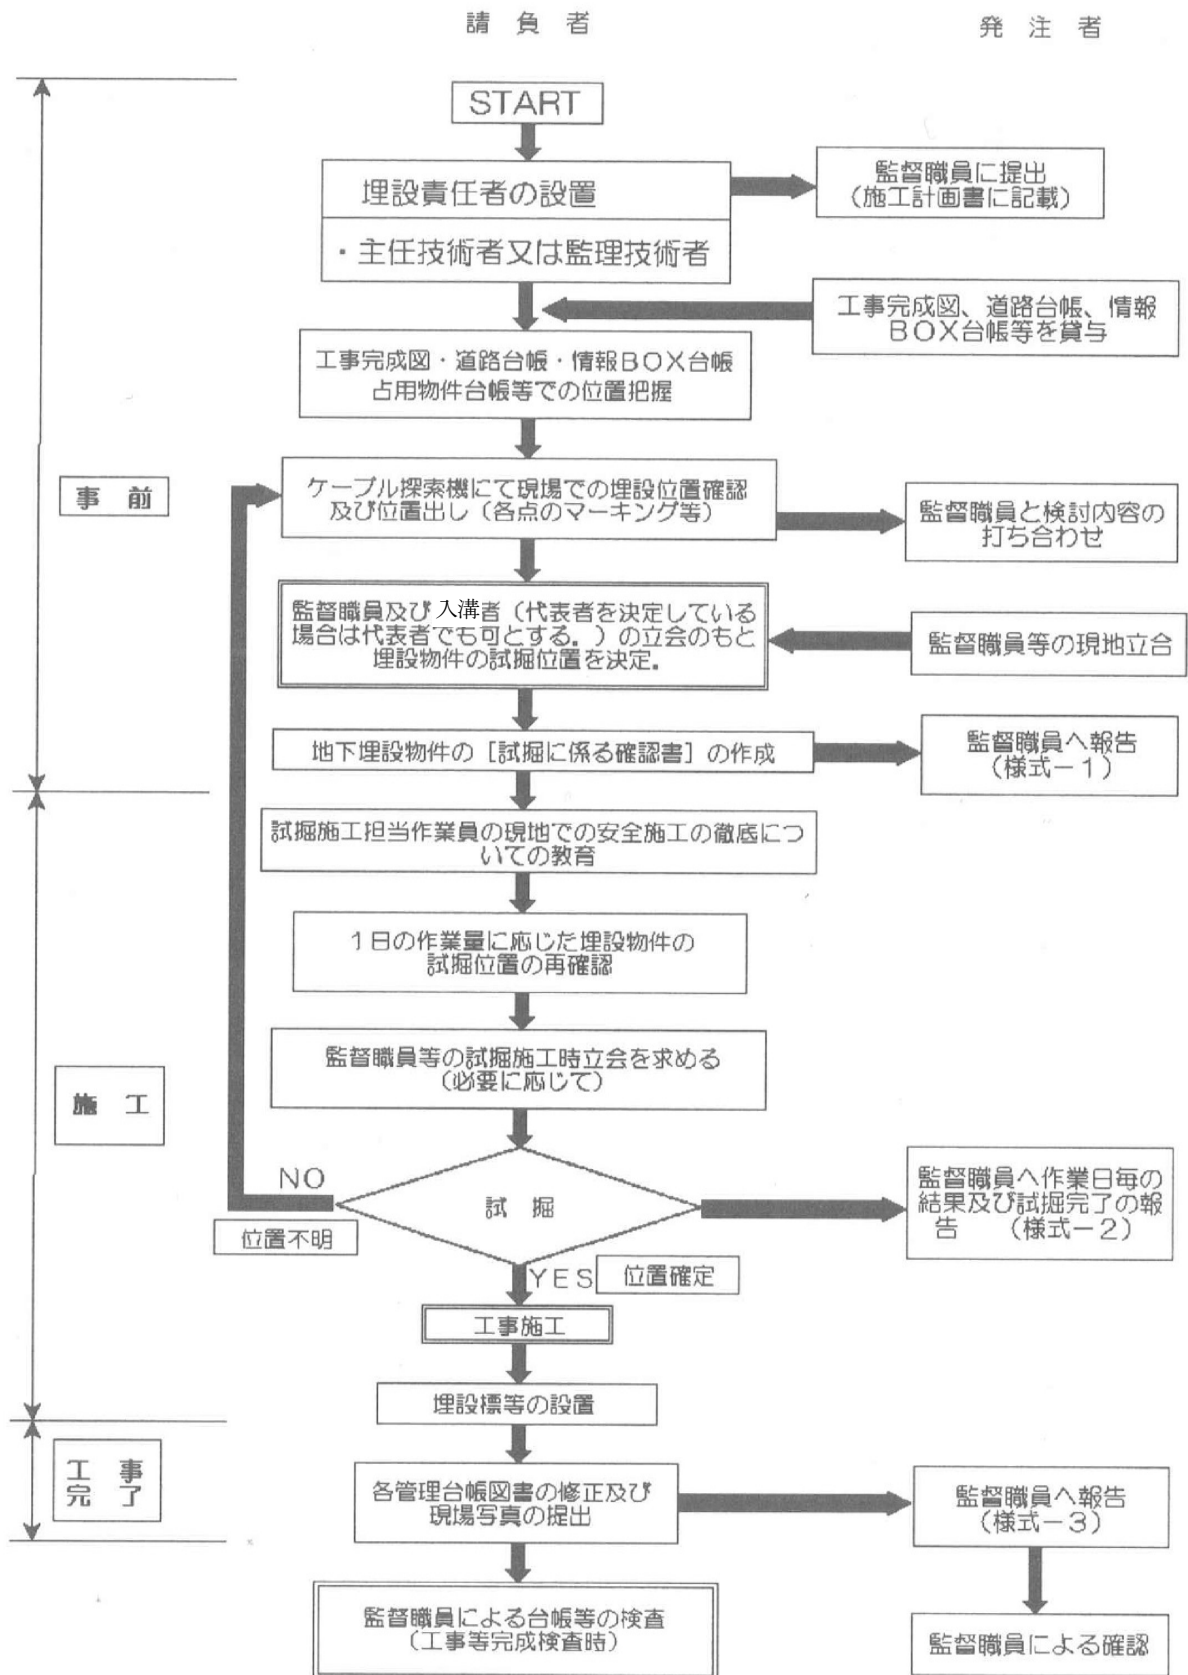 請負者
発注者
START
埋設責任者の設置
・主任技術者又は監理技術者
監督職員に提出
(施工計画書に記載)
工事完成図、道路台帳、情報
BOX台帳等を貸与
工事完成図・道路台帳・情報BOX台帳
占用物件台帳等での位置把握
事前
ケーブル探索機にて現場での埋設位置確認
及び位置出し(各点のマーキング等)
監督職員と検討内容の
打ち合わせ
監督職員及び入溝者(代表者を決定している
場合は代表者でも可とする。)の立会のもと
埋設物件の試掘位置を決定.
監督職員等の現地立合
地下埋設物件の[試掘に係る確認書]の作成
監督職員へ報告
(様式-1)
試掘施工担当作業員の現地での安全施工の徹底につ
いての教育
1日の作業量に応じた埋設物件の
試掘位置の再確認
監督職員等の試掘施工時立会を求める
(必要に応じて)
施工
NO
位置不明
試掘
監督職員へ作業日毎の
結果及び試掘完了の報
告 (様式-2)
YES
位置確定
工事施工
埋設標等の設置
工事
完了
各管理台帳図書の修正及び
現場写真の提出
監督職員へ報告
(様式-3)
監督職員による台帳等の検査
(工事等完成検査時)
監督職員による確認